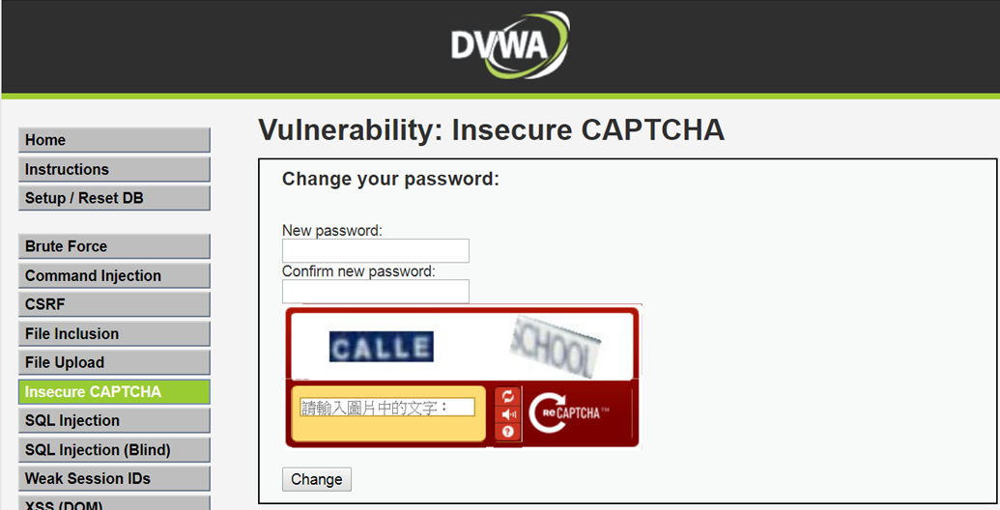 DVWA
Vulnerability: Insecure CAPTCHA
Home
Instructions
Setup / Reset DB
Brute Force
Command Injection
CSRF
File Inclusion
File Upload
Insecure CAPTCHA
SQL Injection
SQL Injection (Blind)
Weak Session IDs
XSS (DOM)
Change your password:
New password:
Confirm new password:
CALLE SCHOOL
請輸入圖片中的文字：
?
reCAPTCHA™
Change